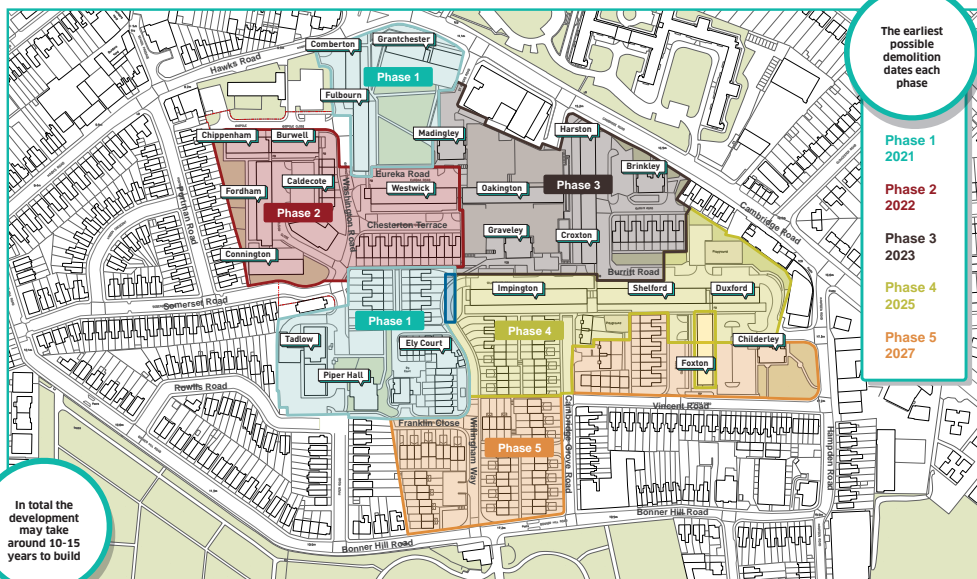 The earliest
possible
demolition
dates each
phase
Phase 1
2021
Phase 2
2022
Phase 3
2023
Phase 4
2025
Phase 5
2027
Hawks Road
Comberton
Grantchester
Phase 1
Fulbourn
Madingley
Harston
Chippenham
Burwell
Brinkley
Eureka Road
Caldecote
Fordham
Westwick
Oakington
Phase 3
Portman Road
Washington Road
Phase 2
Cambridge Road
Chesterton Terrace
Graveley
Croxton
Connington
Burritt Road
Impington
Shelford
Duxford
Somerset Road
Phase 1
Phase 4
Tadlow
Ely Court
Childerley
Foxton
Piper Hall
Rowlls Road
Vincent Road
Franklin Close
Willingham Way
Cambridge Grove Road
Hampden Road
Phase 5
Bonner Hill Road
Bonner Hill Road
In total the
development
may take
around 10-15
years to build